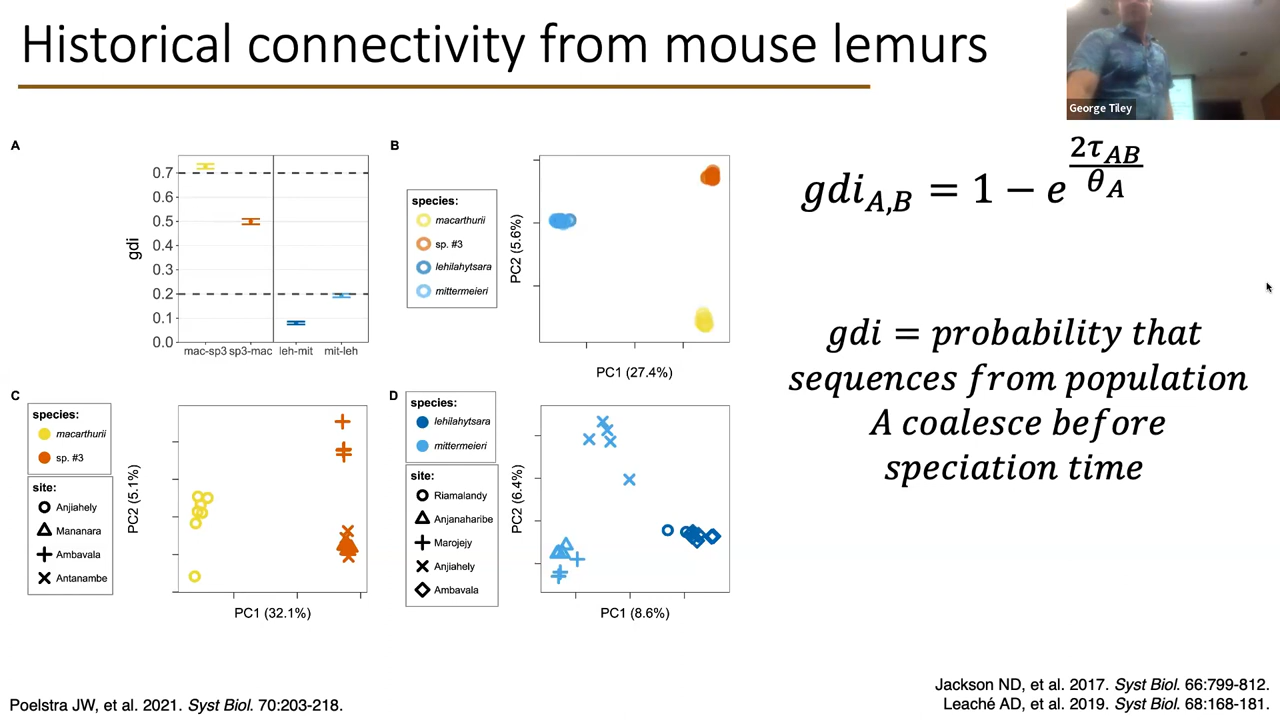 Historical connectivity from mouse lemurs
George Tiley
A
gdi
0.7
0.6
0.5
0.4
0.3
0.2
0.1
0.0
mac-sp3 sp3-mac leh-mit mit-leh
B
species:
macarthurii
sp. #3
lehilahytsara
mittermeieri
PC2 (5.6%)
PC1 (27.4%)
C
species:
macarthurii
sp. #3
site:
Anjiahely
Mananara
Ambavala
Antanambe
PC2 (5.1%)
PC1 (32.1%)
D
species:
lehilahytsara
mittermeieri
site:
Riamalandy
Anjanaharibe
Marojejy
Anjiahely
Ambavala
PC2 (6.4%)
PC1 (8.6%)
gdi_{A,B} = 1 − e^{2τ_{AB}/θ_A}
gdi = probability that
sequences from population
A coalesce before
speciation time
Poelstra JW, et al. 2021. Syst Biol. 70:203-218.
Jackson ND, et al. 2017. Syst Biol. 66:799-812.
Leaché AD, et al. 2019. Syst Biol. 68:168-181.